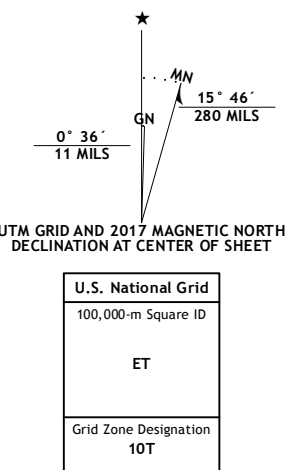 MN
GN
15° 46´
280 MILS
0° 36´
11 MILS
UTM GRID AND 2017 MAGNETIC NORTH
DECLINATION AT CENTER OF SHEET
U.S. National Grid
100,000-m Square ID
ET
Grid Zone Designation
10T